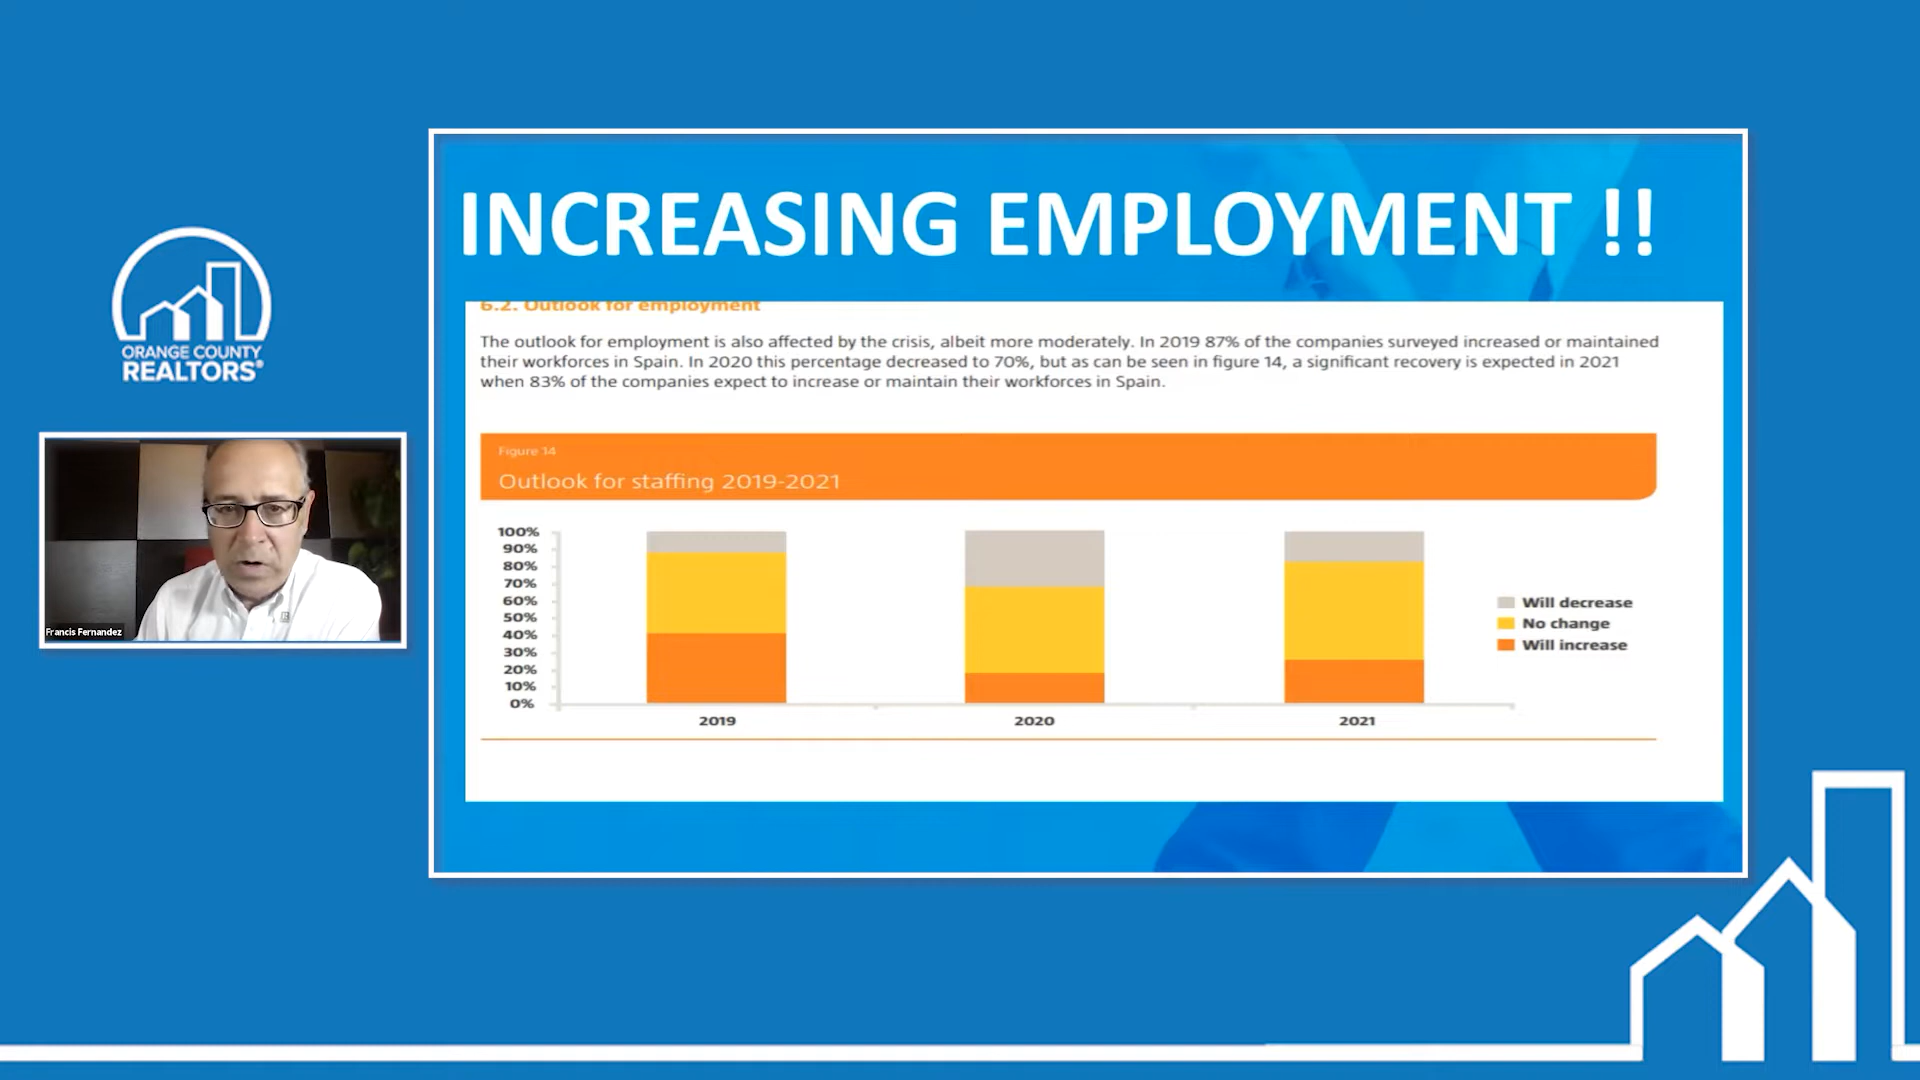 ORANGE COUNTY
REALTORS®
Francis Fernandez
INCREASING EMPLOYMENT !!
6.2. Outlook for employment
The outlook for employment is also affected by the crisis, albeit more moderately. In 2019 87% of the companies surveyed increased or maintained
their workforces in Spain. In 2020 this percentage decreased to 70%, but as can be seen in figure 14, a significant recovery is expected in 2021
when 83% of the companies expect to increase or maintain their workforces in Spain.
Figure 14
Outlook for staffing 2019-2021
100%
90%
80%
70%
60%
50%
40%
30%
20%
10%
0%
2019
2020
2021
Will decrease
No change
Will increase